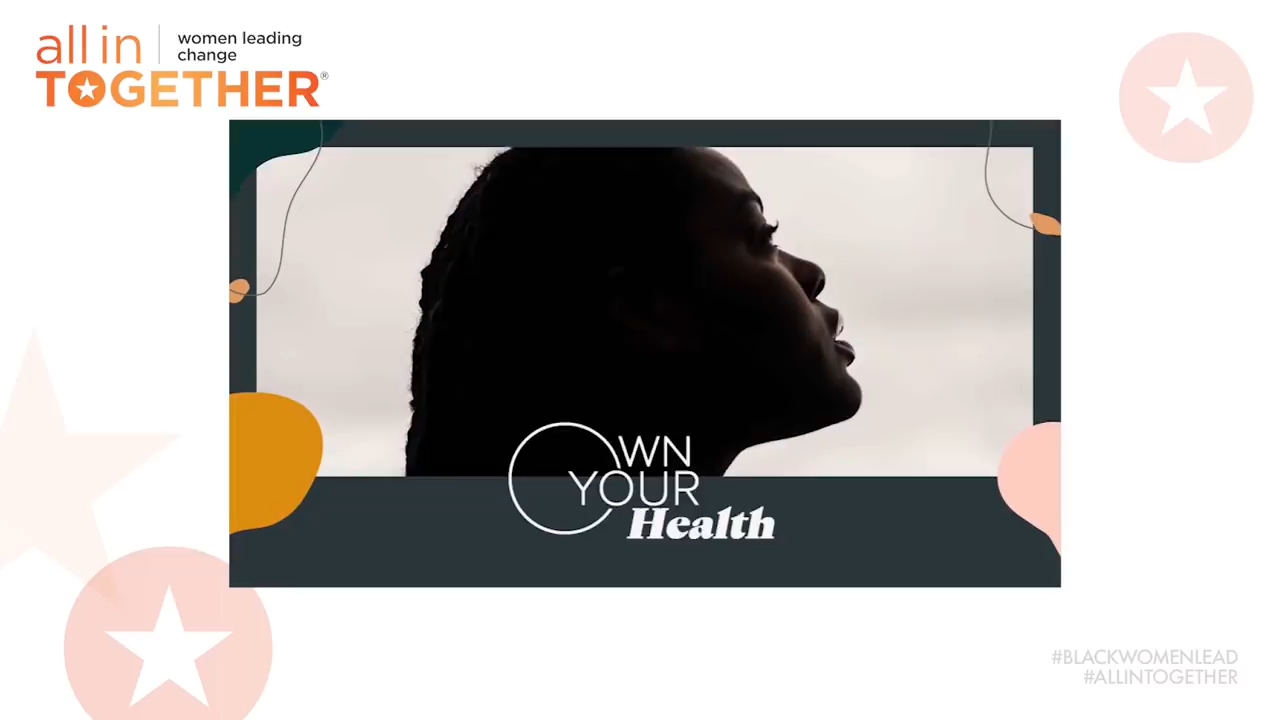 all in
TOGETHER®
women leading
change
OWN
YOUR
Health
#BLACKWOMENLEAD
#ALLINTOGETHER